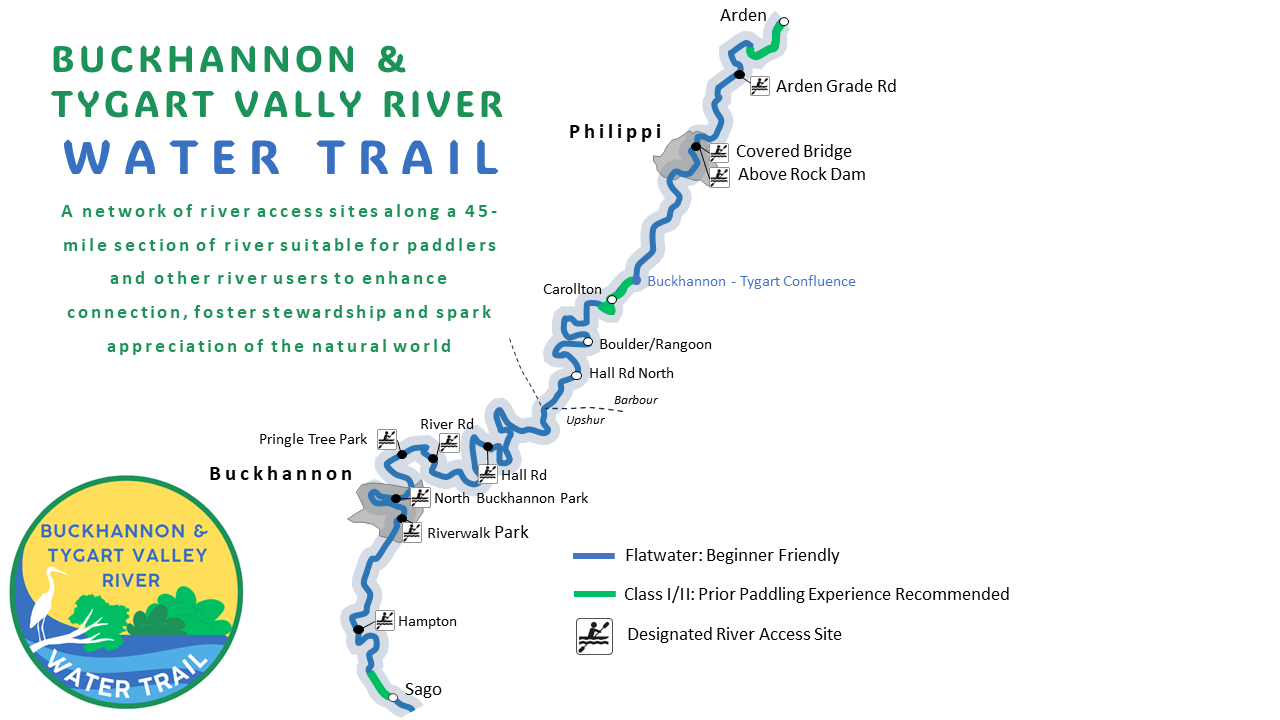 BUCKHANNON &
TYGART VALLY RIVER
WATER TRAIL
A network of river access sites along a 45-
mile section of river suitable for paddlers
and other river users to enhance
connection, foster stewardship and spark
appreciation of the natural world
Arden
Arden Grade Rd
Philippi
Covered Bridge
Above Rock Dam
Buckhannon - Tygart Confluence
Carollton
Boulder/Rangoon
Hall Rd North
Barbour
Upshur
River Rd
Pringle Tree Park
Buckhannon
Hall Rd
North Buckhannon Park
Riverwalk Park
Hampton
Sago
Flatwater: Beginner Friendly
Class I/II: Prior Paddling Experience Recommended
Designated River Access Site
BUCKHANNON &
TYGART VALLEY
RIVER
WATER TRAIL